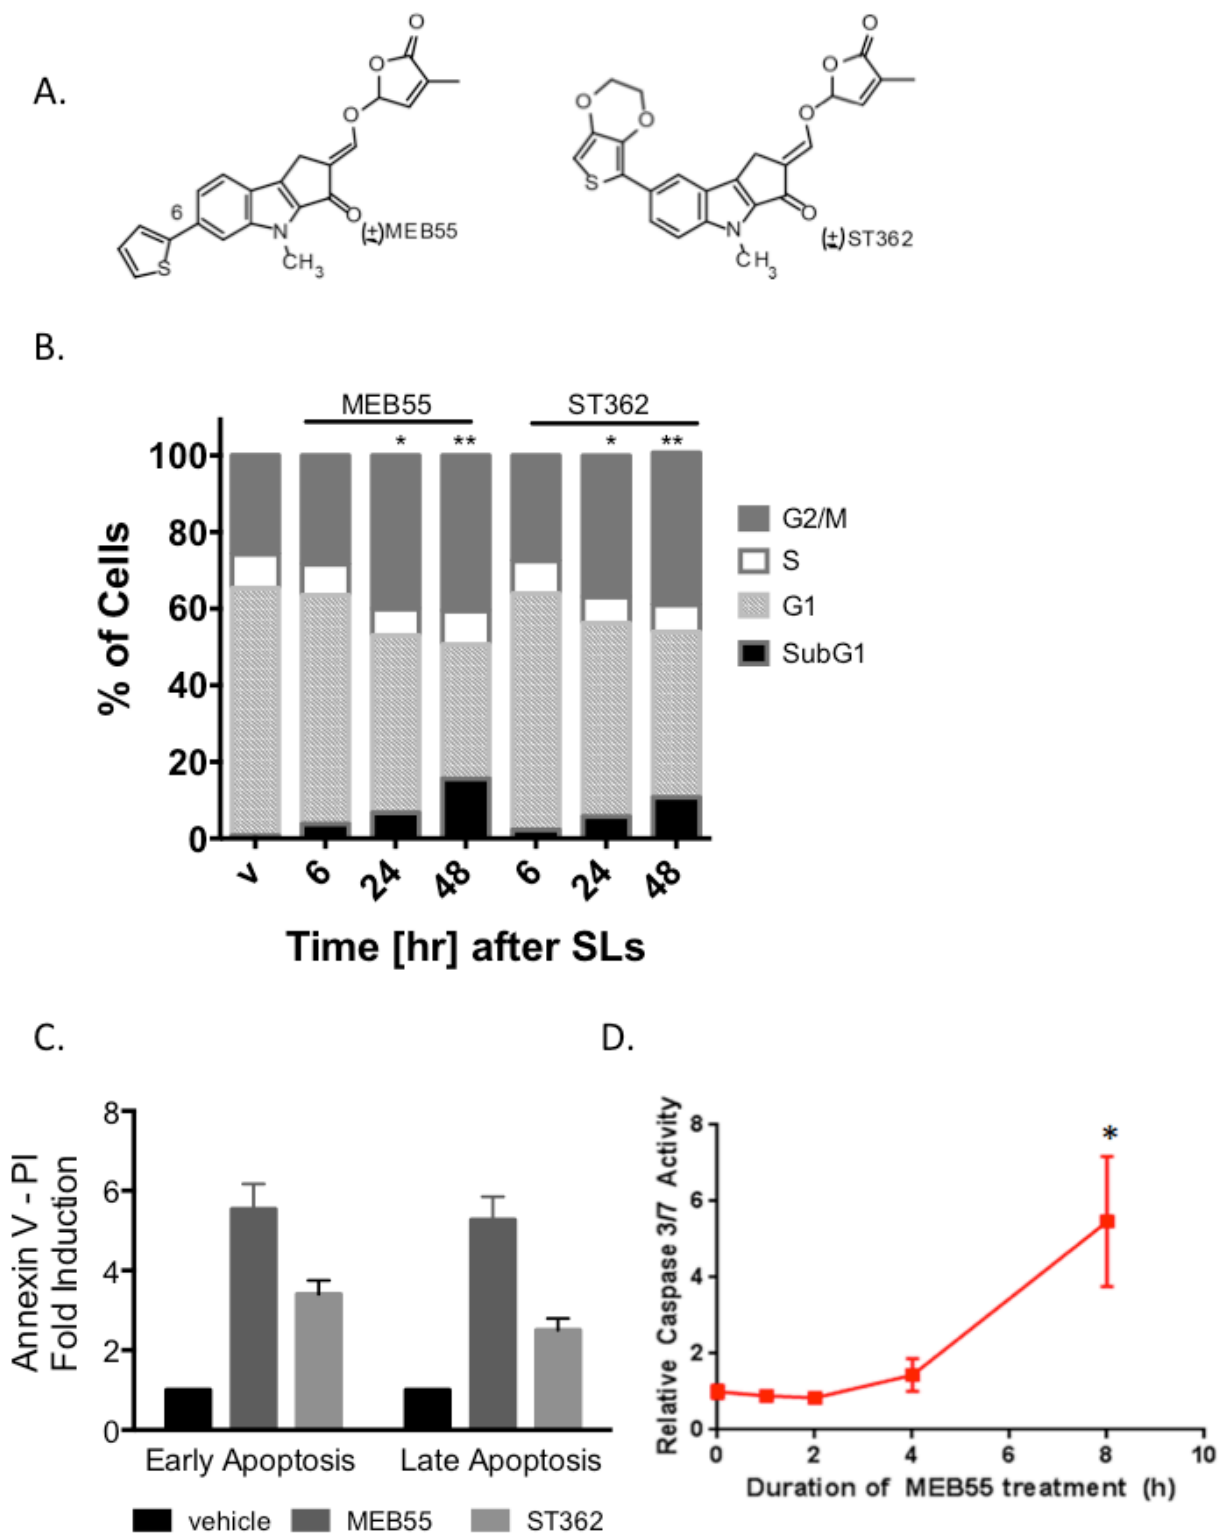 A.
O
O
O
O
6
N
S
CH3
(±)MEB55
O
O
O
O
O
O
S
N
CH3
(±)ST362
B.
MEB55
ST362
* ** * **
% of Cells
100
80
60
40
20
0
v 6 24 48 6 24 48
Time [hr] after SLs
G2/M
S
G1
SubG1
C.
Annexin V - PI
Fold Induction
8
6
4
2
0
Early Apoptosis Late Apoptosis
vehicle MEB55 ST362
D.
Relative Caspase 3/7 Activity
8
6
4
2
0
*
0 2 4 6 8 10
Duration of MEB55 treatment (h)